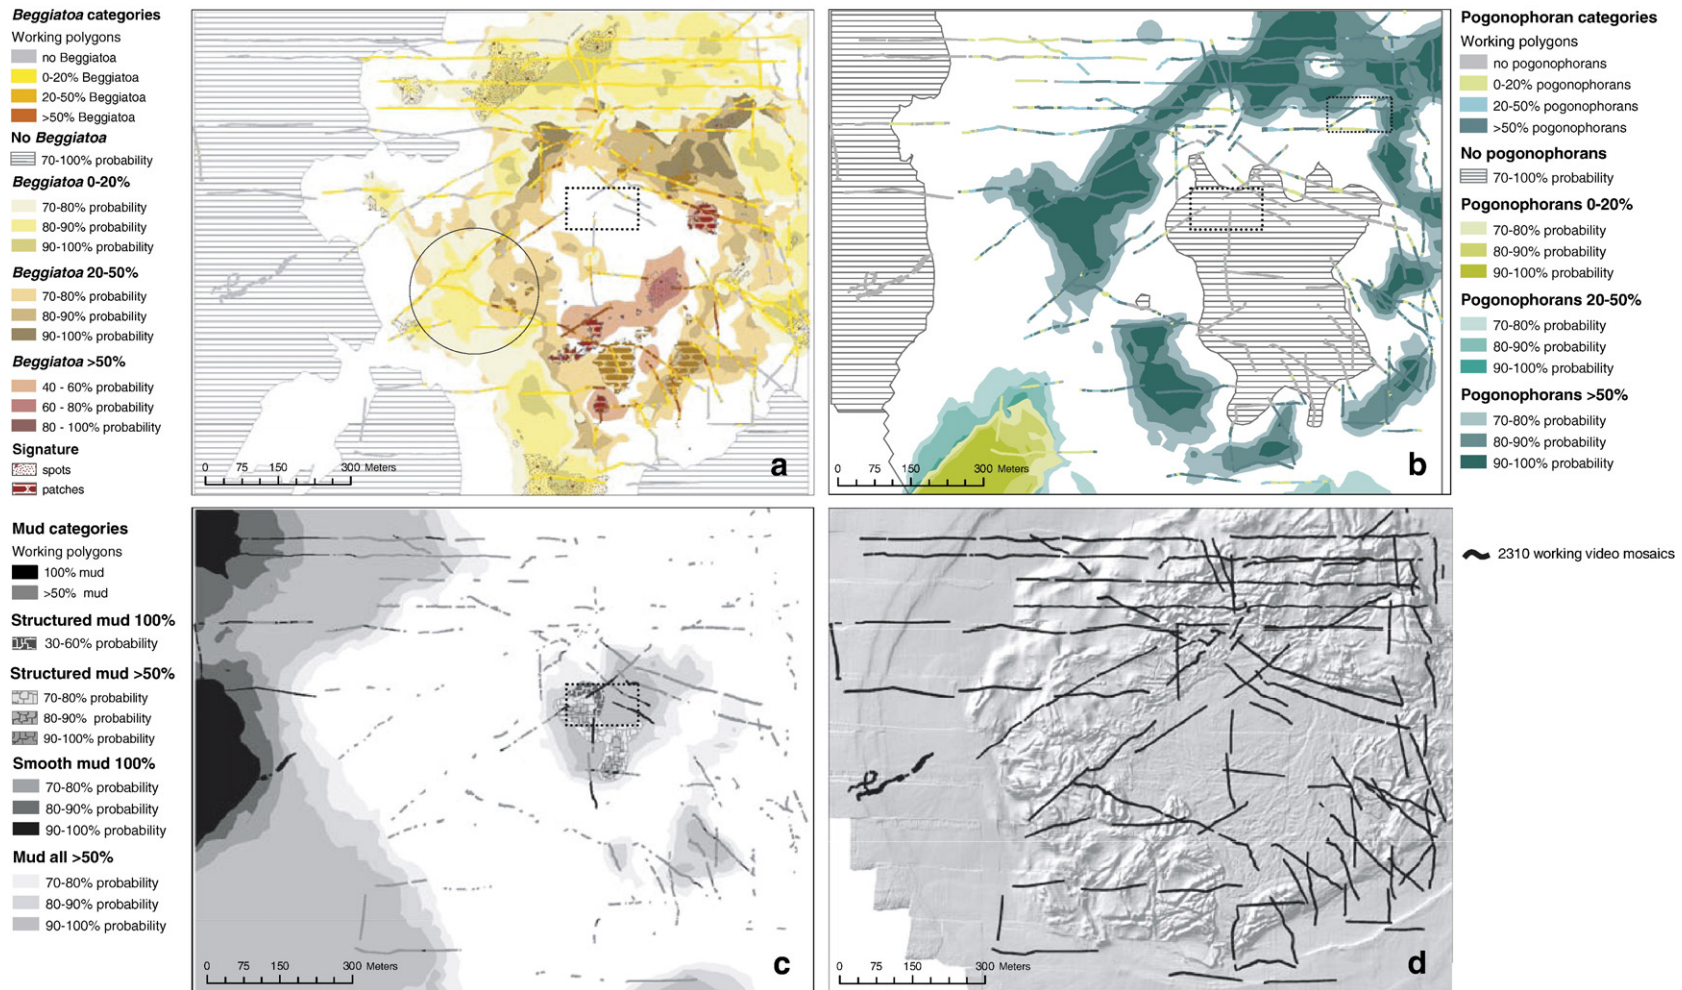 Beggiatoa categories
Working polygons
no Beggiatoa
0-20% Beggiatoa
20-50% Beggiatoa
>50% Beggiatoa
No Beggiatoa
70-100% probability
Beggiatoa 0-20%
70-80% probability
80-90% probability
90-100% probability
Beggiatoa 20-50%
70-80% probability
80-90% probability
90-100% probability
Beggiatoa >50%
40 - 60% probability
60 - 80% probability
80 - 100% probability
Signature
spots
patches
0 75 150 300 Meters
a
0 75 150 300 Meters
b
Pogonophoran categories
Working polygons
no pogonophorans
0-20% pogonophorans
20-50% pogonophorans
>50% pogonophorans
No pogonophorans
70-100% probability
Pogonophorans 0-20%
70-80% probability
80-90% probability
90-100% probability
Pogonophorans 20-50%
70-80% probability
80-90% probability
90-100% probability
Pogonophorans >50%
70-80% probability
80-90% probability
90-100% probability
Mud categories
Working polygons
100% mud
>50% mud
Structured mud 100%
30-60% probability
Structured mud >50%
70-80% probability
80-90% probability
90-100% probability
Smooth mud 100%
70-80% probability
80-90% probability
90-100% probability
Mud all >50%
70-80% probability
80-90% probability
90-100% probability
0 75 150 300 Meters
c
0 75 150 300 Meters
d
2310 working video mosaics